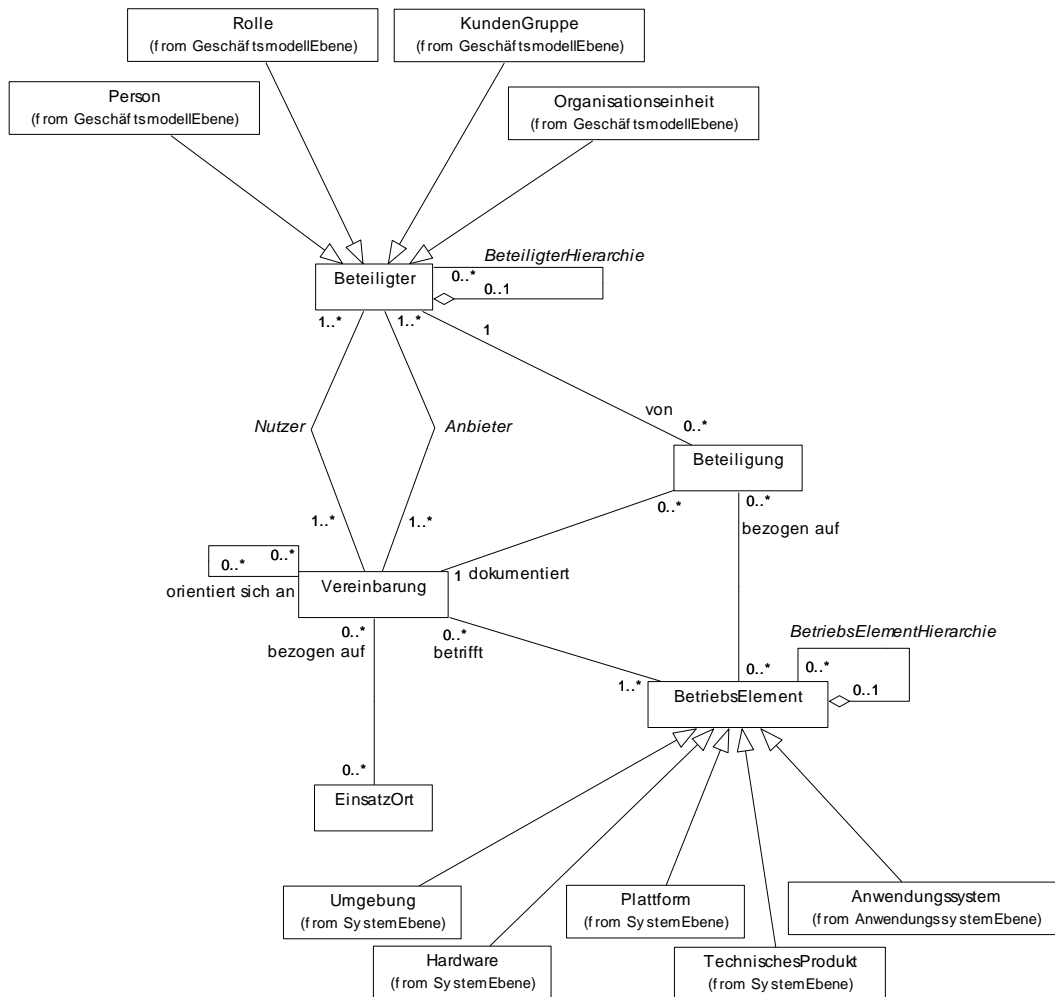 Rolle
(from GeschäftsmodellEbene)
KundenGruppe
(from GeschäftsmodellEbene)
Person
(from GeschäftsmodellEbene)
Organisationseinheit
(from GeschäftsmodellEbene)
BeteiligterHierarchie
Beteiligter
0..*
0..1
1..*
1..*
1
von
0..*
Nutzer
Anbieter
Beteiligung
0..*
0..*
bezogen auf
1..*
1..*
0..*
0..*
orientiert sich an
Vereinbarung
1
dokumentiert
0..*
bezogen auf
0..*
betrifft
BetriebsElementHierarchie
1..*
0..*
0..*
0..1
BetriebsElement
0..*
EinsatzOrt
Umgebung
(from SystemEbene)
Plattform
(from SystemEbene)
Anwendungssystem
(from AnwendungssystemEbene)
Hardware
(from SystemEbene)
TechnischesProdukt
(from SystemEbene)